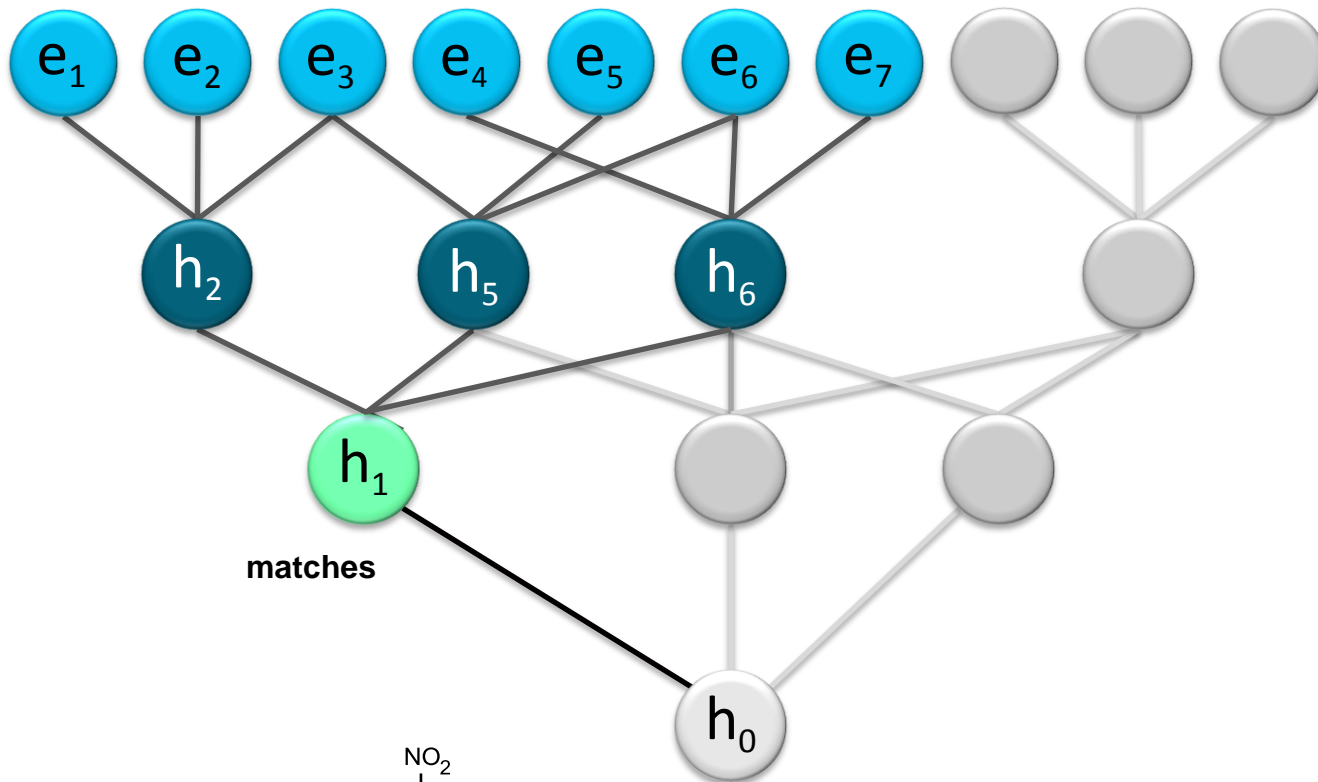 e₁ e₂ e₃ e₄ e₅ e₆ e₇
h₂ h₅ h₆
h₁
matches
h₀
NO₂